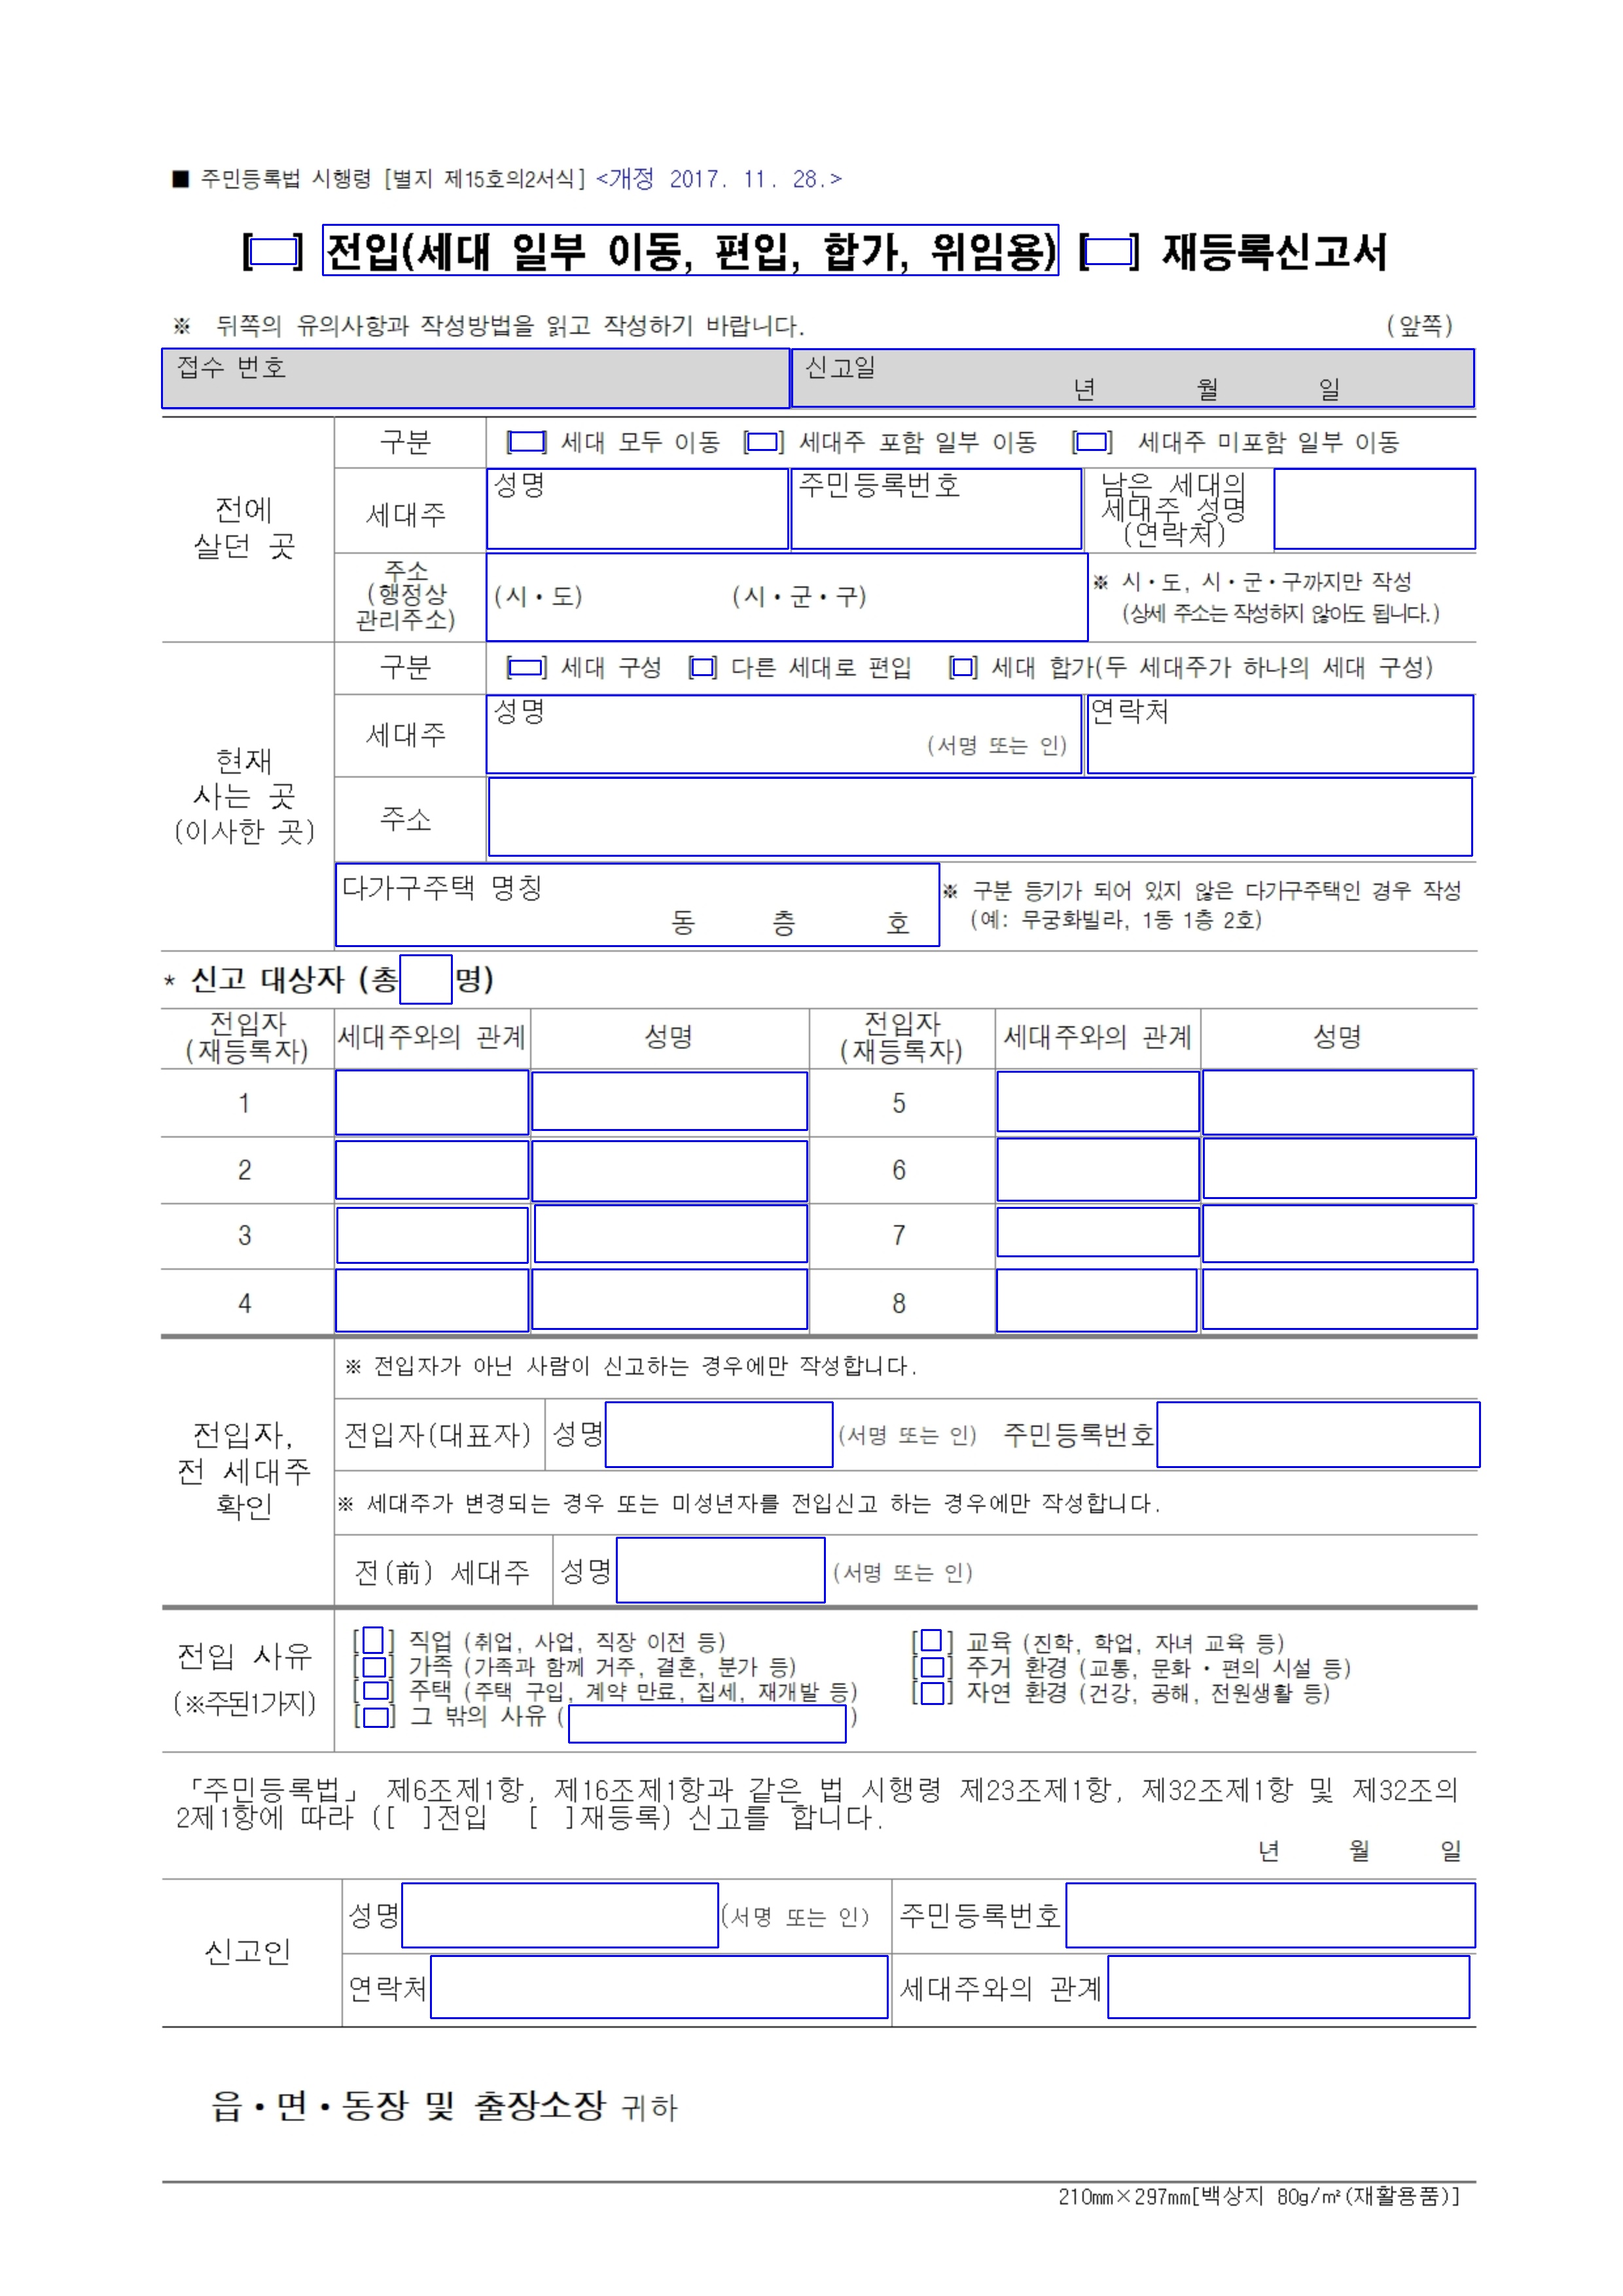 ■ 주민등록법 시행령 [별지 제15호의2서식] <개정 2017. 11. 28.>
[ ] 전입(세대 일부 이동, 편입, 합가, 위임용) [ ] 재등록신고서
※ 뒤쪽의 유의사항과 작성방법을 읽고 작성하기 바랍니다. (앞쪽)
접수 번호
신고일
년 월 일
전에
살던 곳
구분
[ ] 세대 모두 이동 [ ] 세대주 포함 일부 이동 [ ] 세대주 미포함 일부 이동
세대주
성명
주민등록번호
남은 세대의
세대주 성명
(연락처)
주소
(행정상
관리주소)
(시・도) (시・군・구)
※ 시・도, 시・군・구까지만 작성
(상세 주소는 작성하지 않아도 됩니다.)
현재
사는 곳
(이사한 곳)
구분
[ ] 세대 구성 [ ] 다른 세대로 편입 [ ] 세대 합가(두 세대주가 하나의 세대 구성)
세대주
성명
(서명 또는 인)
연락처
주소
다가구주택 명칭
동 층 호
※ 구분 등기가 되어 있지 않은 다가구주택인 경우 작성
(예: 무궁화빌라, 1동 1층 2호)
* 신고 대상자 (총 명)
전입자
(재등록자)
세대주와의 관계
성명
전입자
(재등록자)
세대주와의 관계
성명
1 5
2 6
3 7
4 8
전입자,
전 세대주
확인
※ 전입자가 아닌 사람이 신고하는 경우에만 작성합니다.
전입자(대표자) 성명 (서명 또는 인) 주민등록번호
※ 세대주가 변경되는 경우 또는 미성년자를 전입신고 하는 경우에만 작성합니다.
전(前) 세대주 성명 (서명 또는 인)
전입 사유
(※주된1가지)
[ ] 직업 (취업, 사업, 직장 이전 등) [ ] 교육 (진학, 학업, 자녀 교육 등)
[ ] 가족 (가족과 함께 거주, 결혼, 분가 등) [ ] 주거 환경 (교통, 문화・편의 시설 등)
[ ] 주택 (주택 구입, 계약 만료, 집세, 재개발 등) [ ] 자연 환경 (건강, 공해, 전원생활 등)
[ ] 그 밖의 사유 ( )
「주민등록법」 제6조제1항, 제16조제1항과 같은 법 시행령 제23조제1항, 제32조제1항 및 제32조의
2제1항에 따라 ([ ]전입 [ ]재등록) 신고를 합니다.
년 월 일
신고인
성명 (서명 또는 인) 주민등록번호
연락처 세대주와의 관계
읍・면・동장 및 출장소장 귀하
210㎜×297㎜[백상지 80g/㎡(재활용품)]